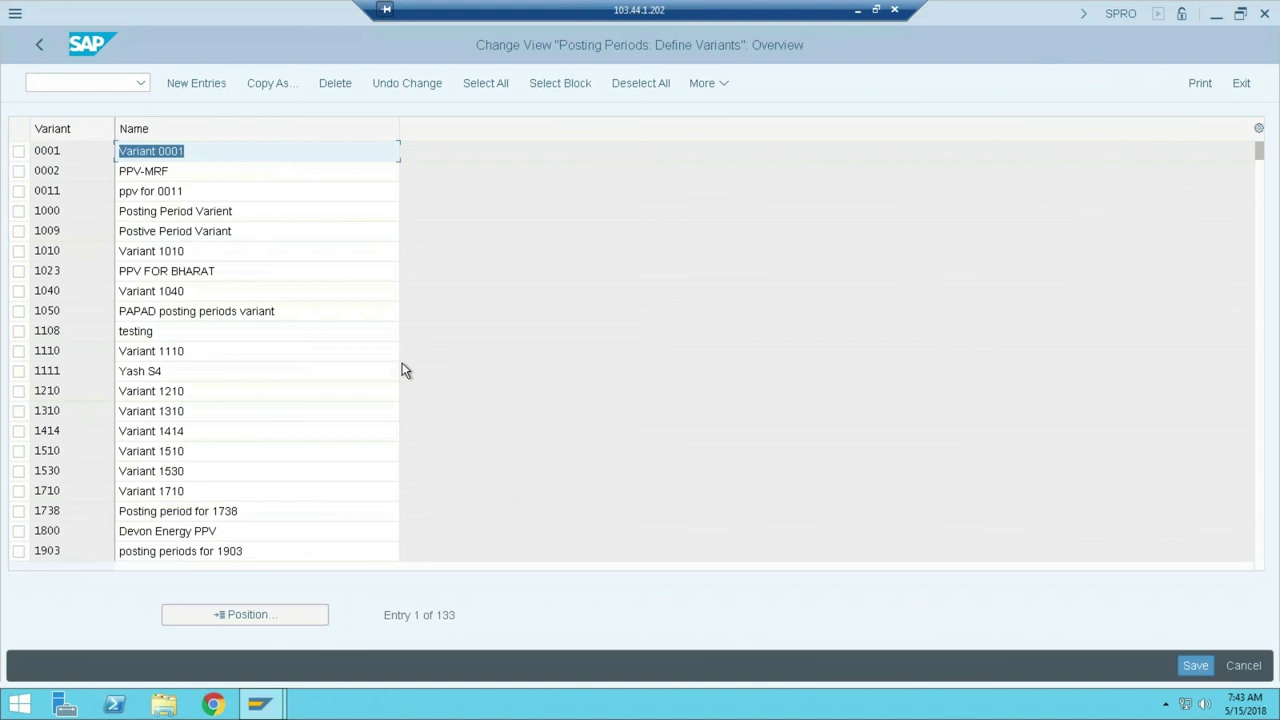 103.44.1.202
SPRO
SAP
Change View "Posting Periods: Define Variants": Overview
New Entries Copy As... Delete Undo Change Select All Select Block Deselect All More Print Exit
Variant Name
0001 Variant 0001
0002 PPV-MRF
0011 ppv for 0011
1000 Posting Period Varient
1009 Postive Period Variant
1010 Variant 1010
1023 PPV FOR BHARAT
1040 Variant 1040
1050 PAPAD posting periods variant
1108 testing
1110 Variant 1110
1111 Yash S4
1210 Variant 1210
1310 Variant 1310
1414 Variant 1414
1510 Variant 1510
1530 Variant 1530
1710 Variant 1710
1738 Posting period for 1738
1800 Devon Energy PPV
1903 posting periods for 1903
Position... Entry 1 of 133
Save Cancel
7:43 AM
5/15/2018